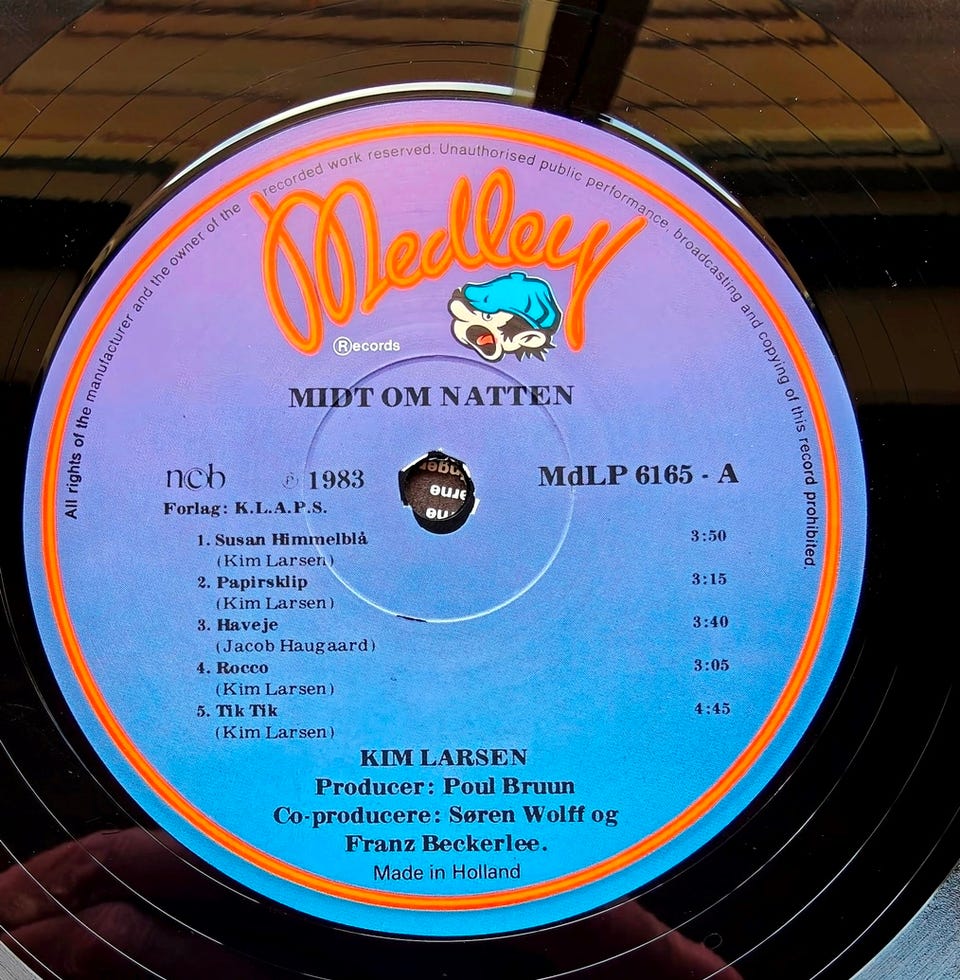 All rights of the manufacturer and the owner of the recorded work reserved. Unauthorised public performance, broadcasting and copying of this record prohibited.
Medley
®ecords
MIDT OM NATTEN
ncb ℗ 1983 MdLP 6165 - A
Forlag: K.L.A.P.S.
1. Susan Himmelblå 3:50
(Kim Larsen)
2. Papirsklip 3:15
(Kim Larsen)
3. Haveje 3:40
(Jacob Haugaard)
4. Rocco 3:05
(Kim Larsen)
5. Tik Tik 4:45
(Kim Larsen)
KIM LARSEN
Producer: Poul Bruun
Co-producere: Søren Wolff og
Franz Beckerlee.
Made in Holland